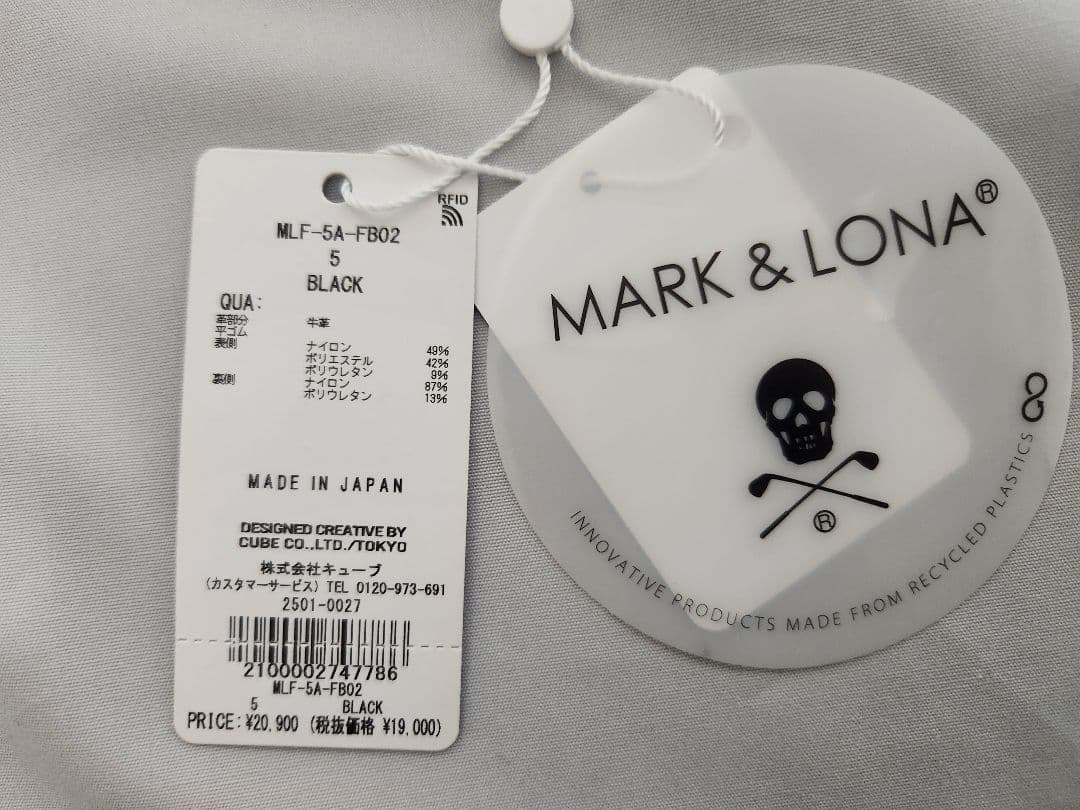 RFID
MLF-5A-FB02
5
BLACK
QUA:
革部分 牛革
平ゴム
表側 ナイロン 49%
ポリエステル 42%
ポリウレタン 9%
裏側 ナイロン 87%
ポリウレタン 13%
MADE IN JAPAN
DESIGNED CREATIVE BY
CUBE CO.,LTD./TOKYO
株式会社キューブ
(カスタマーサービス) TEL 0120-973-691
2501-0027
2100002747786
MLF-5A-FB02
5 BLACK
PRICE:¥20,900 (税抜価格 ¥19,000)
MARK & LONA®
®
INNOVATIVE PRODUCTS MADE FROM RECYCLED PLASTICS